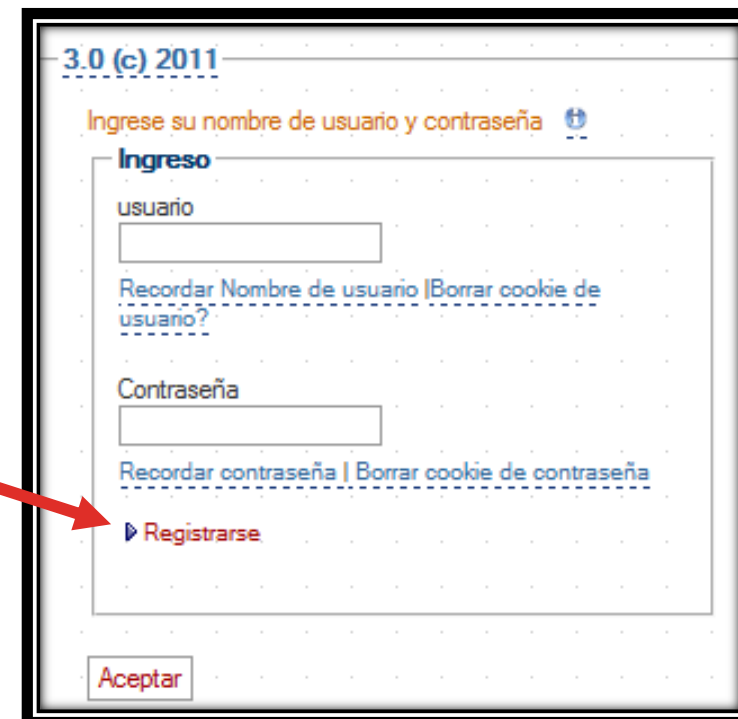 3.0 (c) 2011
Ingrese su nombre de usuario y contraseña
Ingreso
usuario
Recordar Nombre de usuario |Borrar cookie de
usuario?
Contraseña
Recordar contraseña | Borrar cookie de contraseña
Registrarse
Aceptar